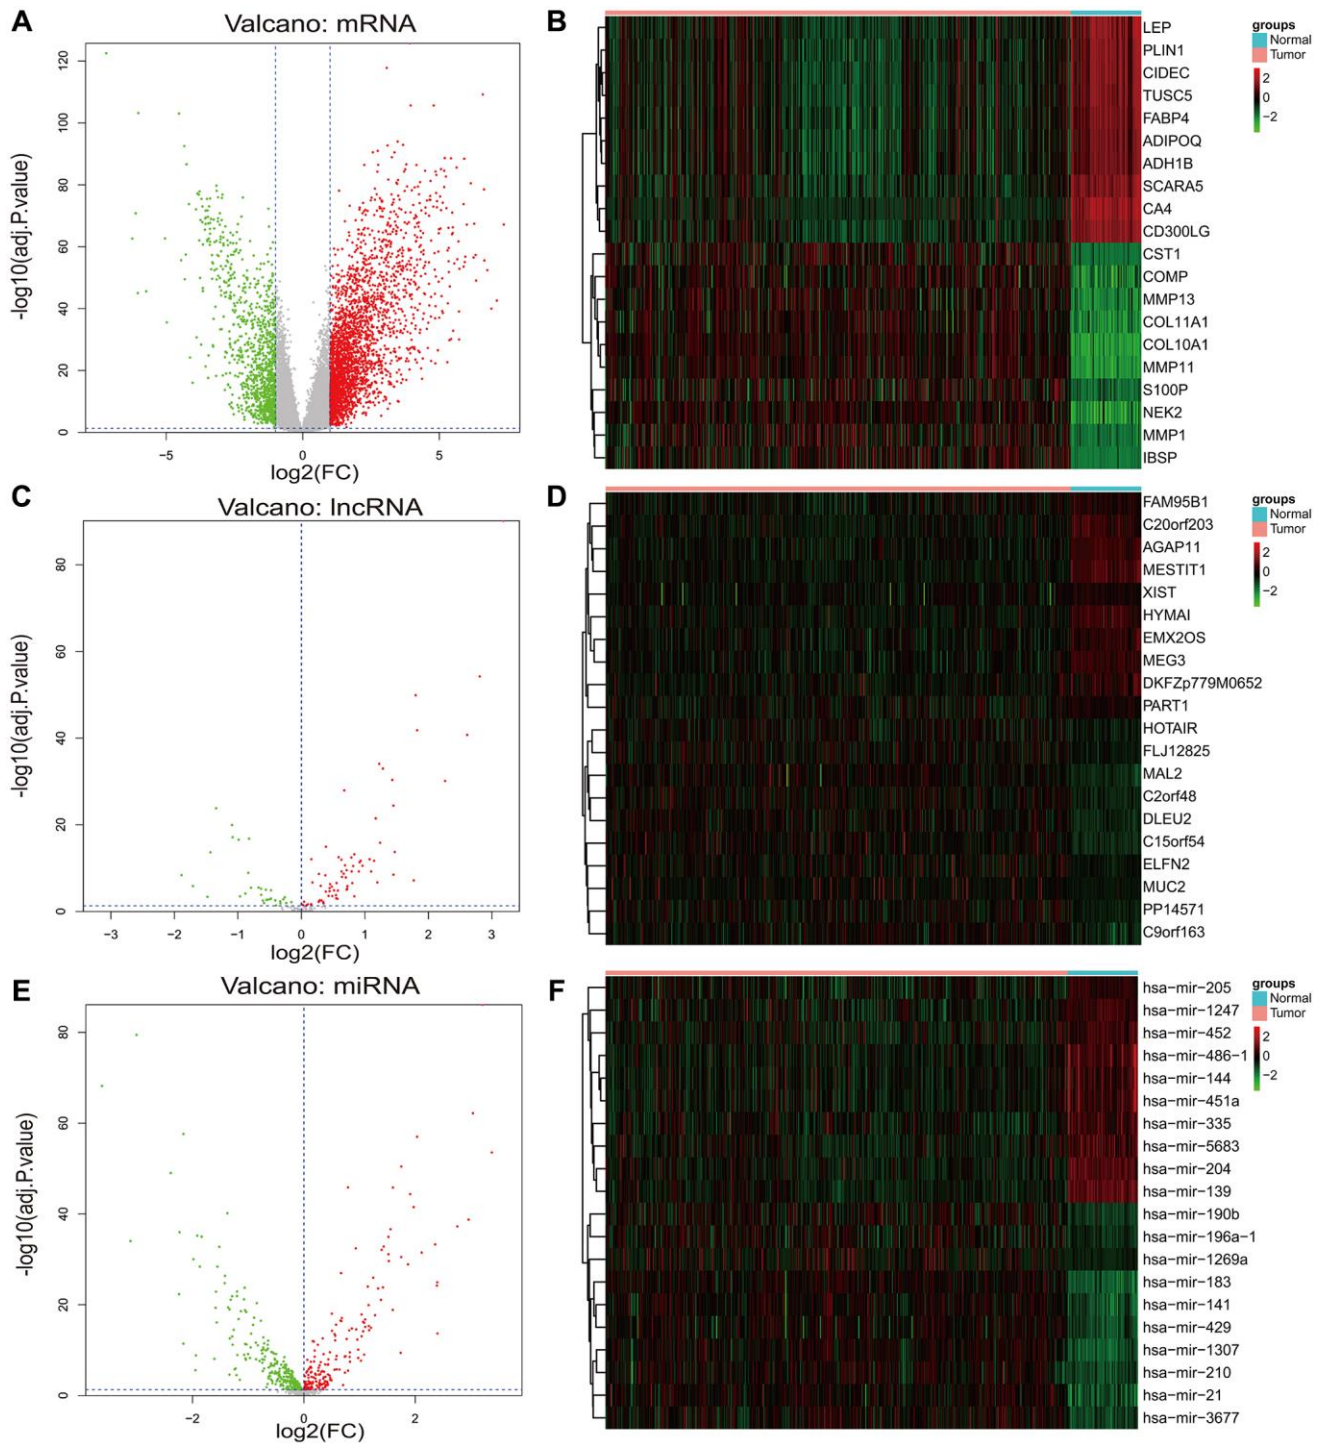 A
Valcano: mRNA
-log10(adj.P.value)
120
100
80
60
40
20
0
−5
0
5
log2(FC)
B
LEP
PLIN1
CIDEC
TUSC5
FABP4
ADIPOQ
ADH1B
SCARA5
CA4
CD300LG
CST1
COMP
MMP13
COL11A1
COL10A1
MMP11
S100P
NEK2
MMP1
IBSP
groups
Normal
Tumor
2
0
−2
C
Valcano: lncRNA
-log10(adj.P.value)
80
60
40
20
0
−3
−2
−1
0
1
2
3
log2(FC)
D
FAM95B1
C20orf203
AGAP11
MESTIT1
XIST
HYMAI
EMX2OS
MEG3
DKFZp779M0652
PART1
HOTAIR
FLJ12825
MAL2
C2orf48
DLEU2
C15orf54
ELFN2
MUC2
PP14571
C9orf163
groups
Normal
Tumor
2
0
−2
E
Valcano: miRNA
-log10(adj.P.value)
80
60
40
20
0
−2
0
2
log2(FC)
F
hsa−mir−205
hsa−mir−1247
hsa−mir−452
hsa−mir−486−1
hsa−mir−144
hsa−mir−451a
hsa−mir−335
hsa−mir−5683
hsa−mir−204
hsa−mir−139
hsa−mir−190b
hsa−mir−196a−1
hsa−mir−1269a
hsa−mir−183
hsa−mir−141
hsa−mir−429
hsa−mir−1307
hsa−mir−210
hsa−mir−21
hsa−mir−3677
groups
Normal
Tumor
2
0
−2